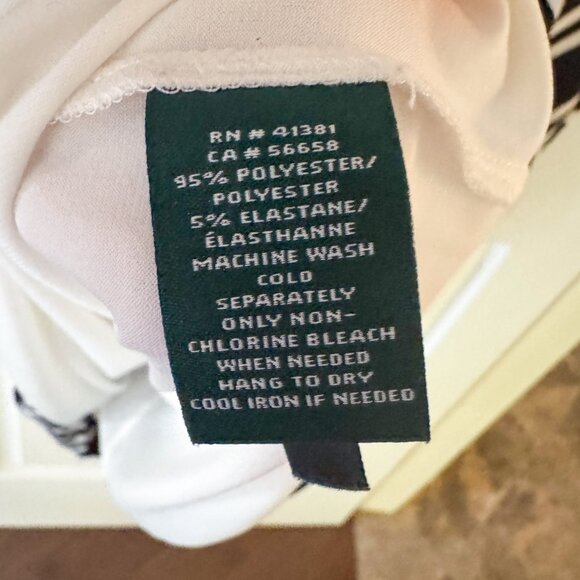 RN # 41381
CA # 56658
95% POLYESTER/
POLYESTER
5% ELASTANE/
ÉLASTHANNE
MACHINE WASH
COLD
SEPARATELY
ONLY NON-
CHLORINE BLEACH
WHEN NEEDED
HANG TO DRY
COOL IRON IF NEEDED